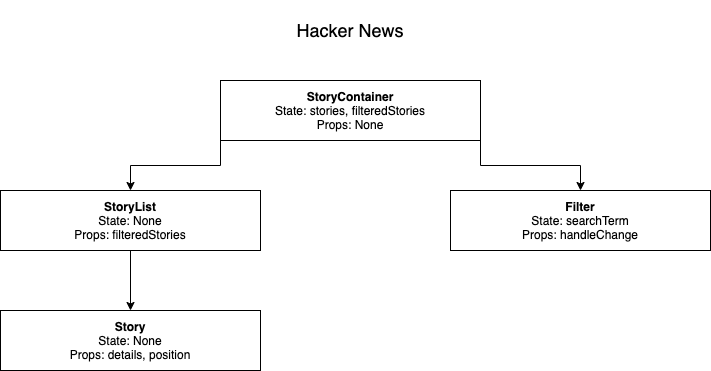 Hacker News
StoryContainer
State: stories, filteredStories
Props: None
StoryList
State: None
Props: filteredStories
Filter
State: searchTerm
Props: handleChange
Story
State: None
Props: details, position